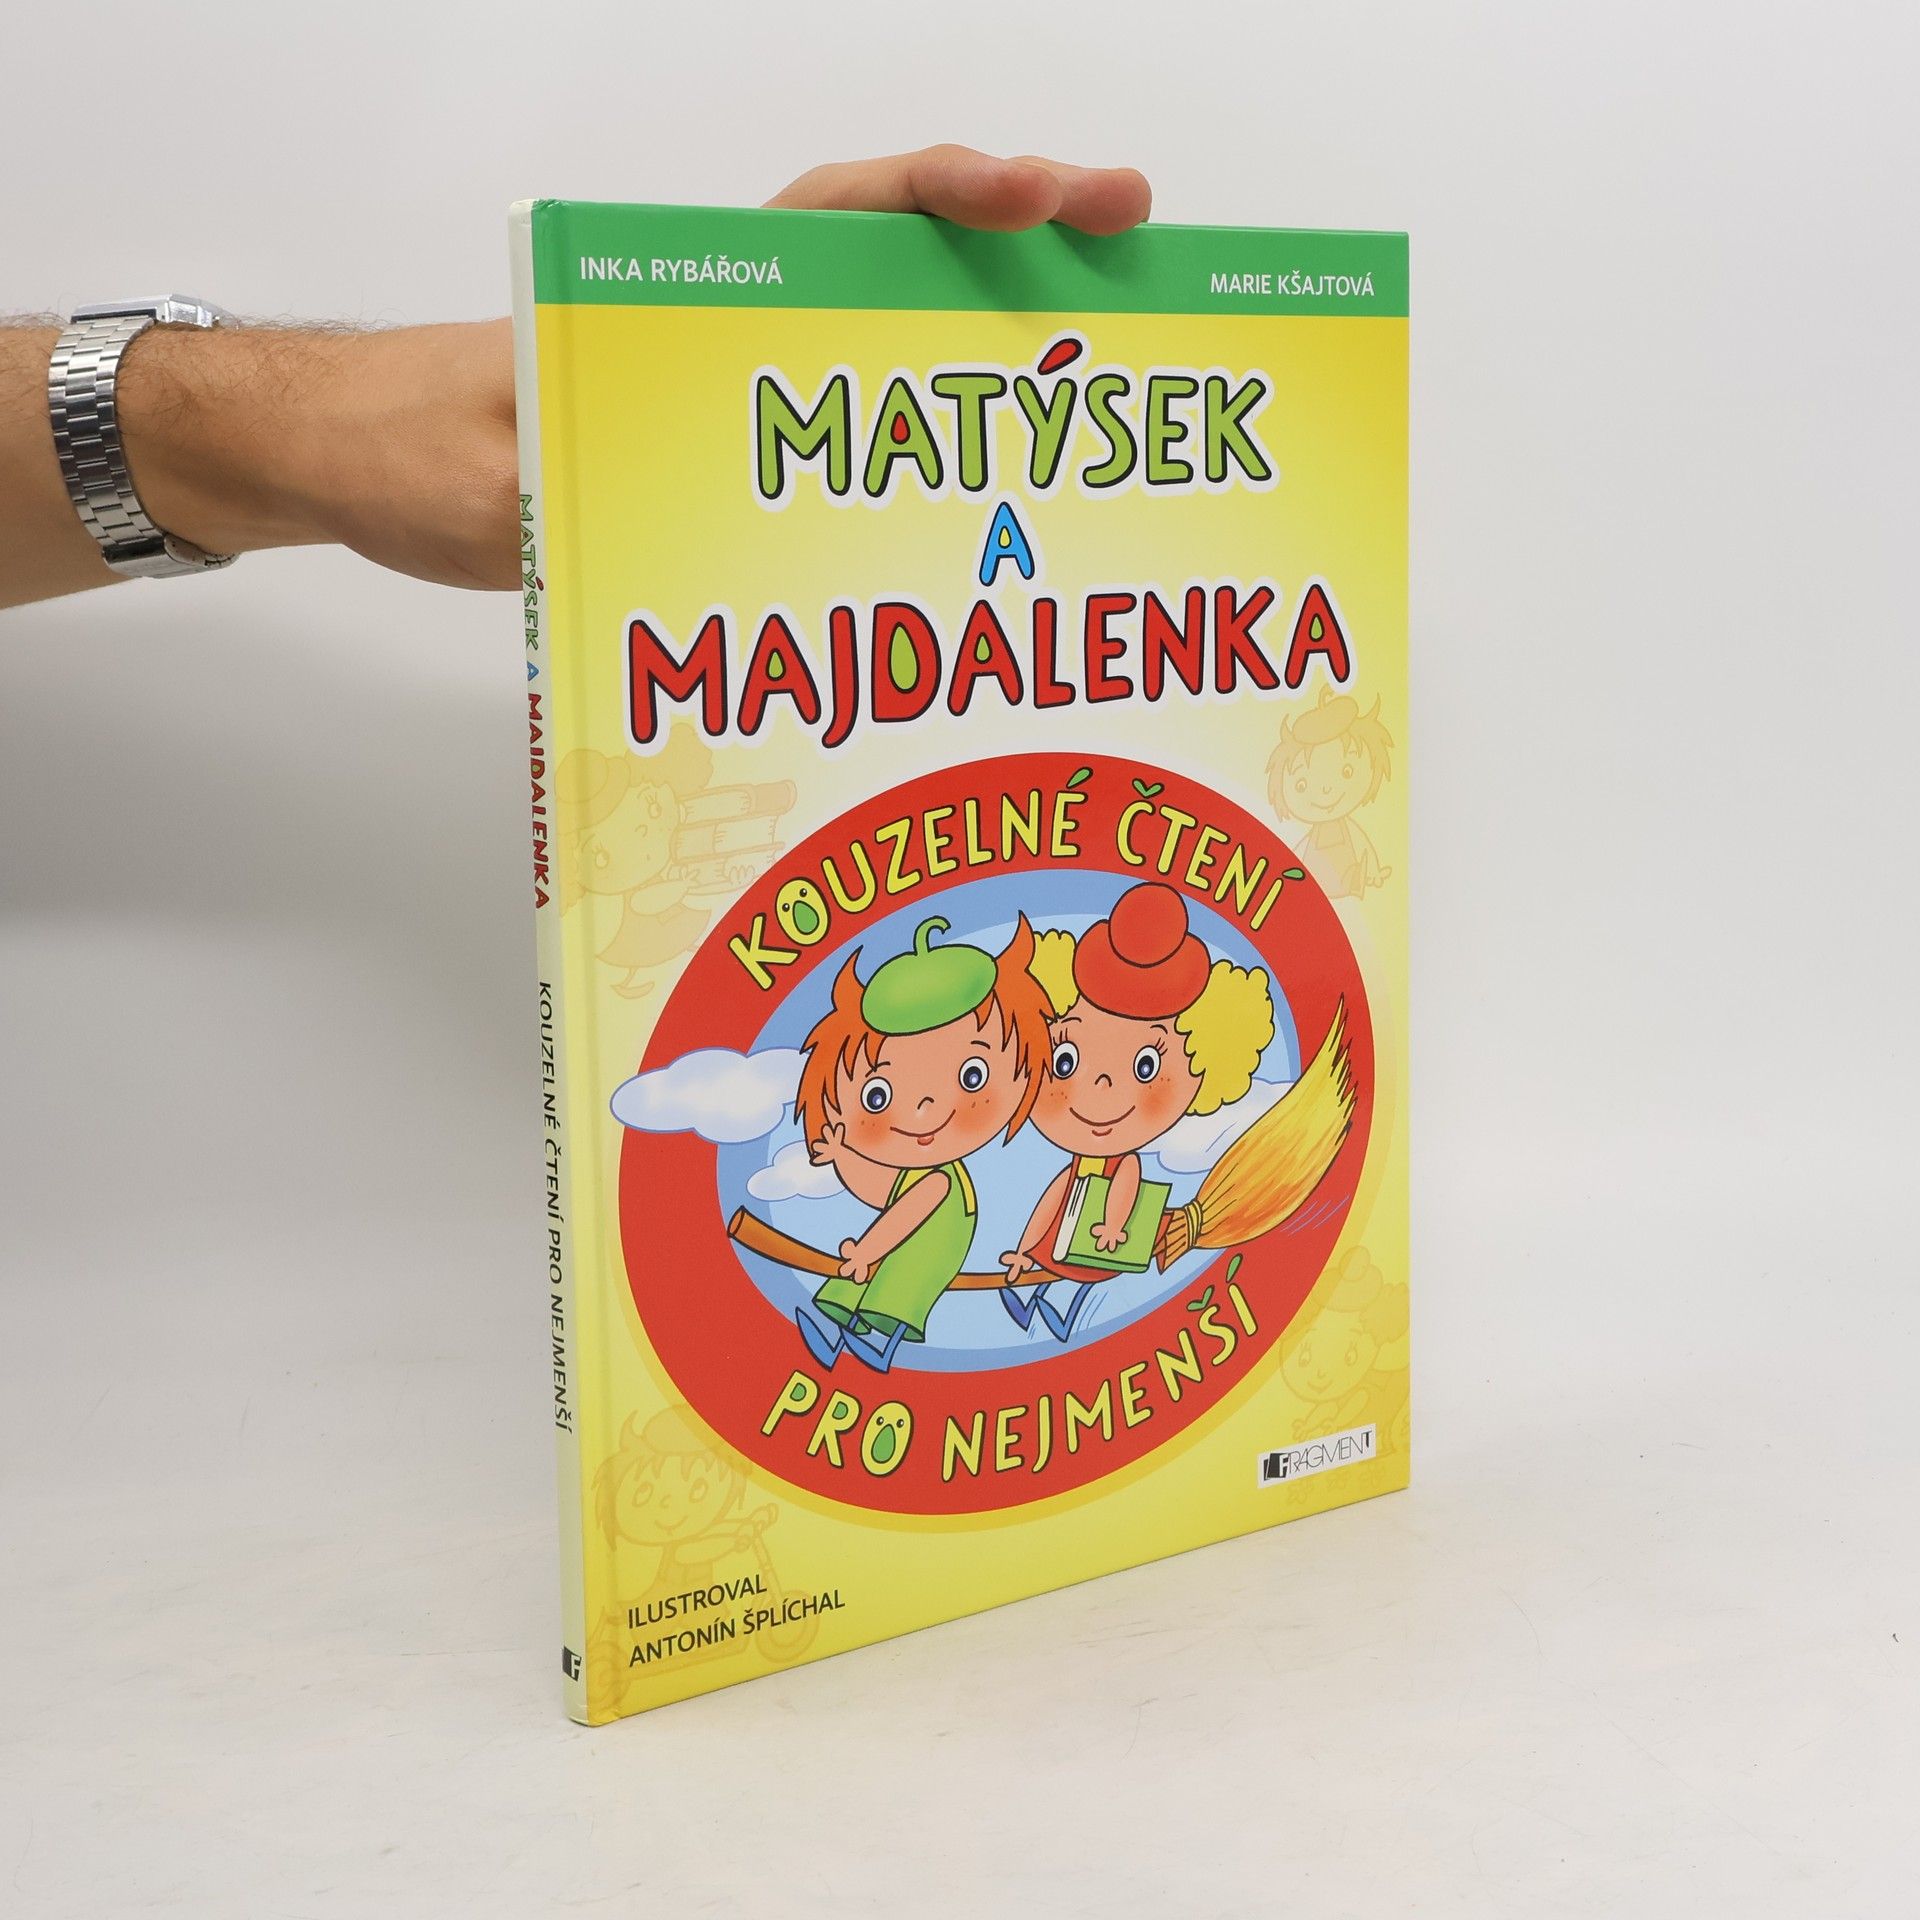 INKA RYBÁŘOVÁ
MARIE KŠAJTOVÁ
MATÝSEK
A
MAJDALENKA
KOUZELNÉ ČTENÍ
PRO NEJMENŠÍ
FRAGMENT
ILUSTROVAL
ANTONÍN ŠPLÍCHAL
MATÝSEK A MAJDALENKA KOUZELNÉ ČTENÍ PRO NEJMENŠÍ
F